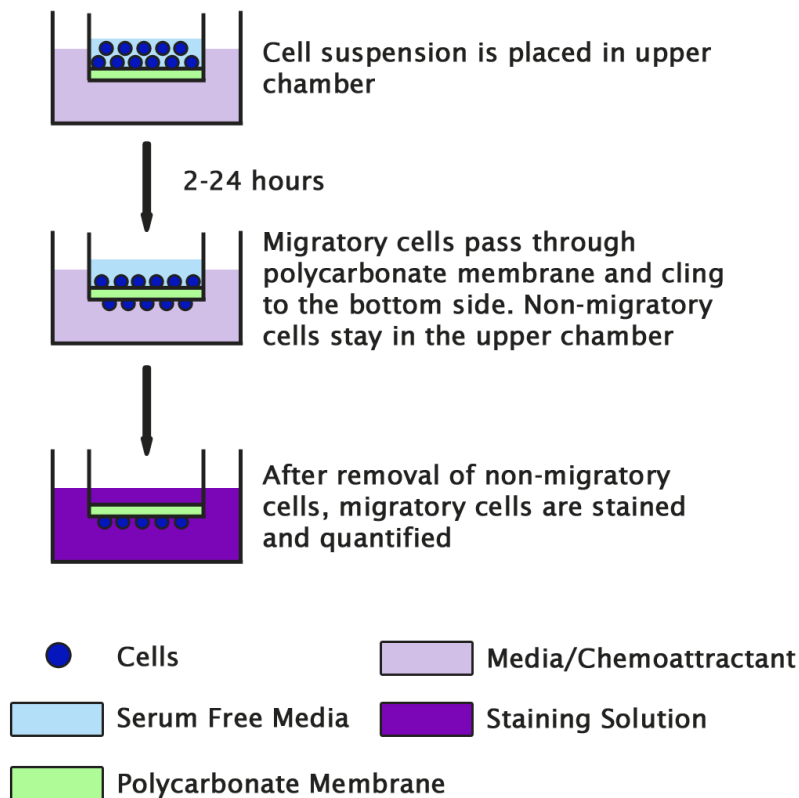 Cell suspension is placed in upper
chamber
2-24 hours
Migratory cells pass through
polycarbonate membrane and cling
to the bottom side. Non-migratory
cells stay in the upper chamber
After removal of non-migratory
cells, migratory cells are stained
and quantified
Cells
Media/Chemoattractant
Serum Free Media
Staining Solution
Polycarbonate Membrane